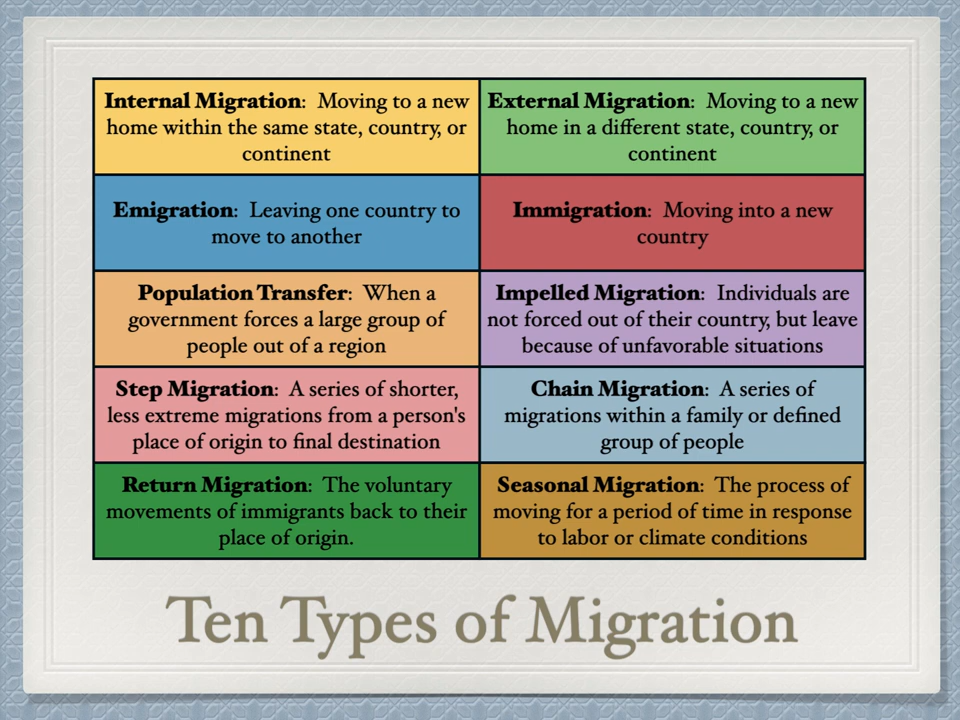 Internal Migration: Moving to a new
home within the same state, country, or
continent
External Migration: Moving to a new
home in a different state, country, or
continent
Emigration: Leaving one country to
move to another
Immigration: Moving into a new
country
Population Transfer: When a
government forces a large group of
people out of a region
Impelled Migration: Individuals are
not forced out of their country, but leave
because of unfavorable situations
Step Migration: A series of shorter,
less extreme migrations from a person's
place of origin to final destination
Chain Migration: A series of
migrations within a family or defined
group of people
Return Migration: The voluntary
movements of immigrants back to their
place of origin.
Seasonal Migration: The process of
moving for a period of time in response
to labor or climate conditions
Ten Types of Migration